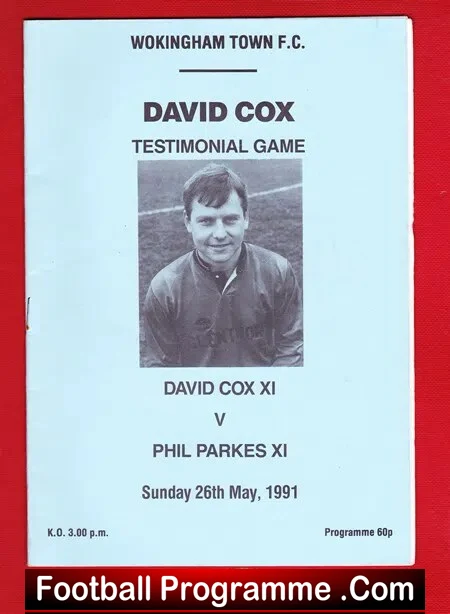 WOKINGHAM TOWN F.C.
DAVID COX
TESTIMONIAL GAME
DAVID COX XI
V
PHIL PARKES XI
Sunday 26th May, 1991
K.O. 3.00 p.m.
Programme 60p
Football Programme .Com